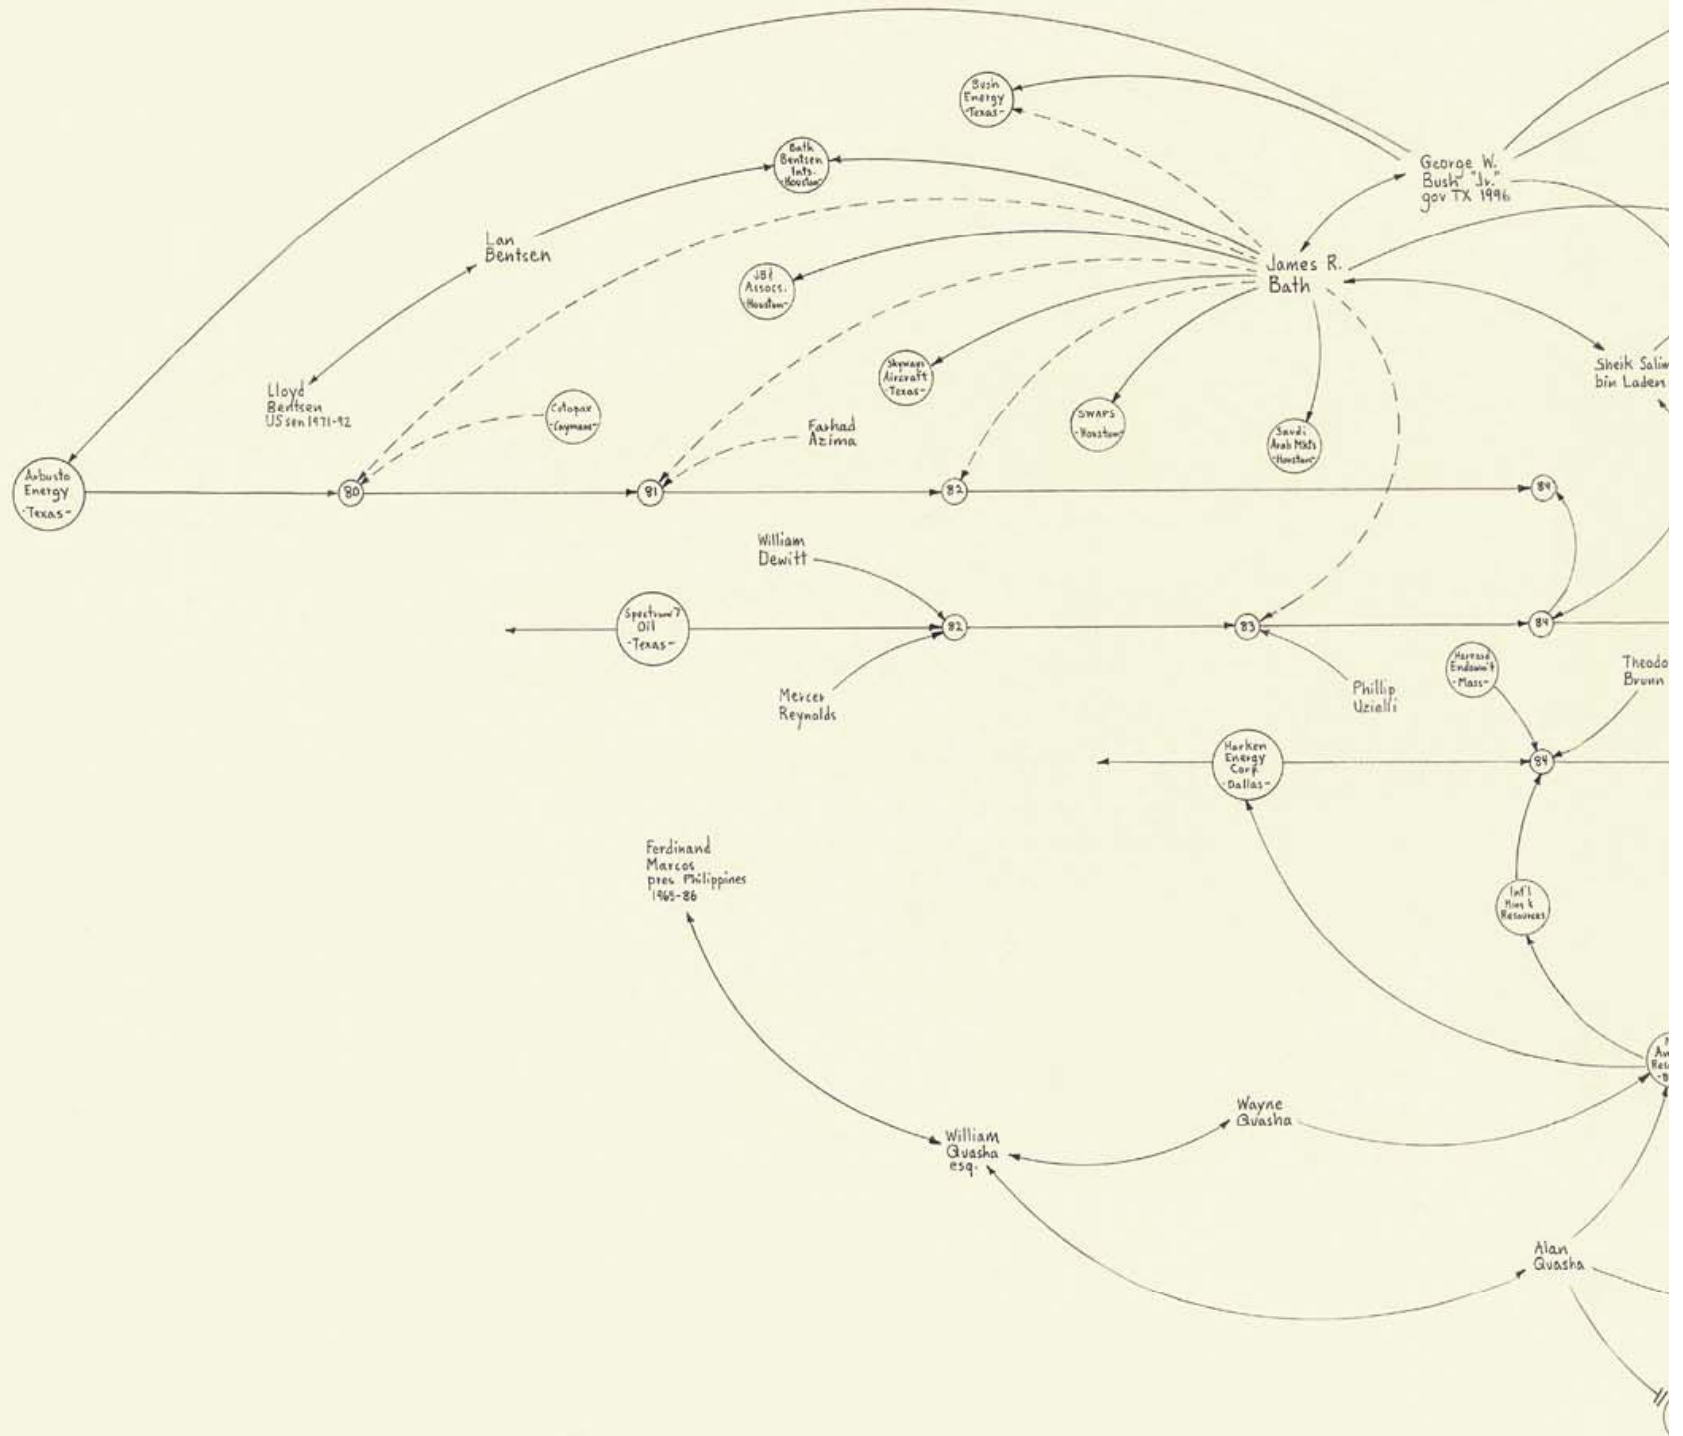 Bush
Energy
-Texas-
Bath
Bentsen
Ints.
-Houston-
George W.
Bush "Jr."
gov TX 1996
Lan
Bentsen
JB&
Assocs.
-Houston-
James R.
Bath
Skyways
Aircraft
-Texas-
Sheik Salim
bin Laden
Lloyd
Bentsen
US sen 1971-92
Cotopax
-Caymans-
Farhad
Azima
SWAPS
-Houston-
Saudi
Arab Mkts
-Houston-
Arbusto
Energy
-Texas-
80
81
82
84
William
Dewitt
Spectrum 7
Oil
-Texas-
82
83
84
Mercer
Reynolds
Phillip
Uzielli
Harvard
Endowm't
-Mass-
Theodo
Brunn
Harken
Energy
Corp.
-Dallas-
84
Ferdinand
Marcos
pres Philippines
1965-86
Int'l
Resources
Wayne
Quasha
William
Quasha
esq.
Alan
Quasha